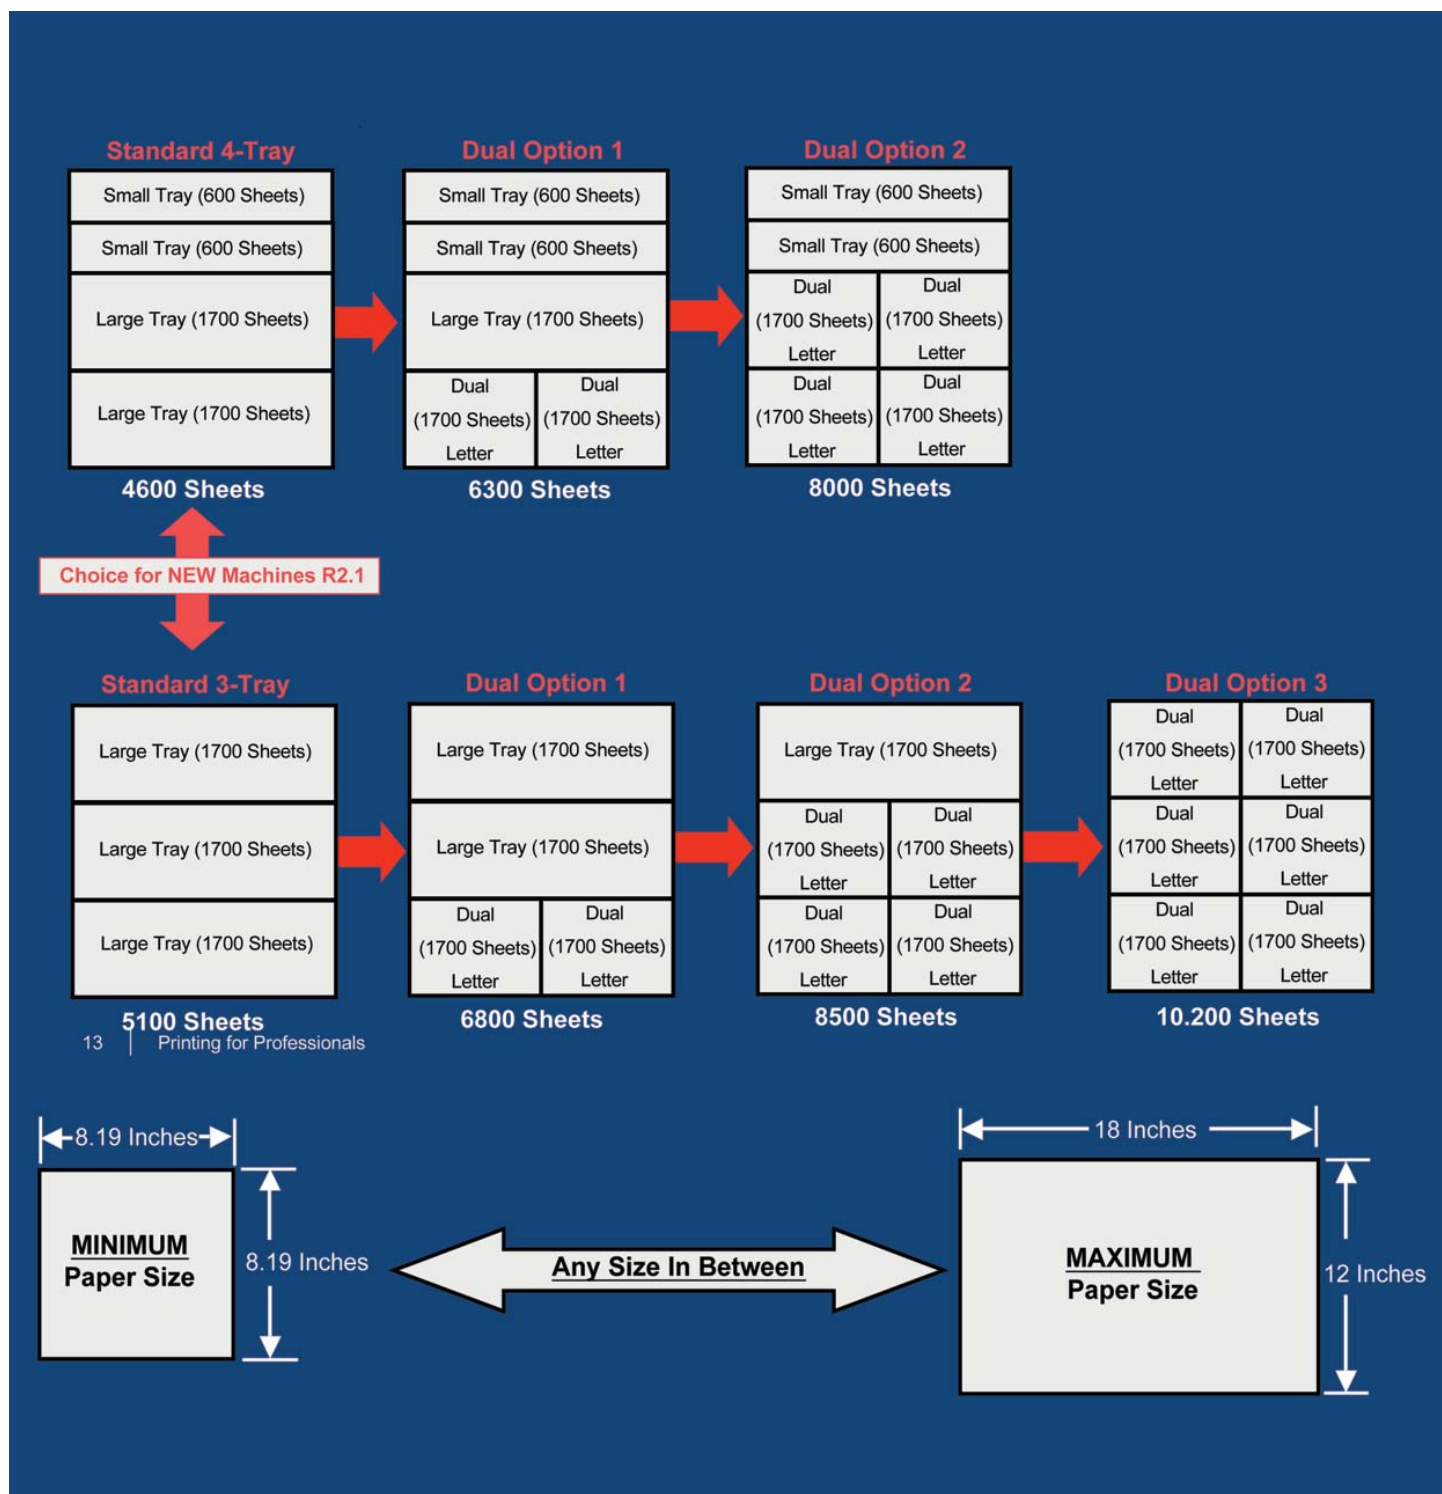 Standard 4-Tray
Small Tray (600 Sheets)
Small Tray (600 Sheets)
Large Tray (1700 Sheets)
Large Tray (1700 Sheets)
4600 Sheets
Dual Option 1
Small Tray (600 Sheets)
Small Tray (600 Sheets)
Large Tray (1700 Sheets)
Dual
(1700 Sheets)
Letter
Dual
(1700 Sheets)
Letter
6300 Sheets
Dual Option 2
Small Tray (600 Sheets)
Small Tray (600 Sheets)
Dual
(1700 Sheets)
Letter
Dual
(1700 Sheets)
Letter
Dual
(1700 Sheets)
Letter
Dual
(1700 Sheets)
Letter
8000 Sheets
Choice for NEW Machines R2.1
Standard 3-Tray
Large Tray (1700 Sheets)
Large Tray (1700 Sheets)
Large Tray (1700 Sheets)
5100 Sheets
Dual Option 1
Large Tray (1700 Sheets)
Large Tray (1700 Sheets)
Dual
(1700 Sheets)
Letter
Dual
(1700 Sheets)
Letter
6800 Sheets
Dual Option 2
Large Tray (1700 Sheets)
Dual
(1700 Sheets)
Letter
Dual
(1700 Sheets)
Letter
Dual
(1700 Sheets)
Letter
Dual
(1700 Sheets)
Letter
8500 Sheets
Dual Option 3
Dual
(1700 Sheets)
Letter
Dual
(1700 Sheets)
Letter
Dual
(1700 Sheets)
Letter
Dual
(1700 Sheets)
Letter
Dual
(1700 Sheets)
Letter
Dual
(1700 Sheets)
Letter
10.200 Sheets
13 | Printing for Professionals
8.19 Inches
MINIMUM
Paper Size
8.19 Inches
Any Size In Between
18 Inches
MAXIMUM
Paper Size
12 Inches